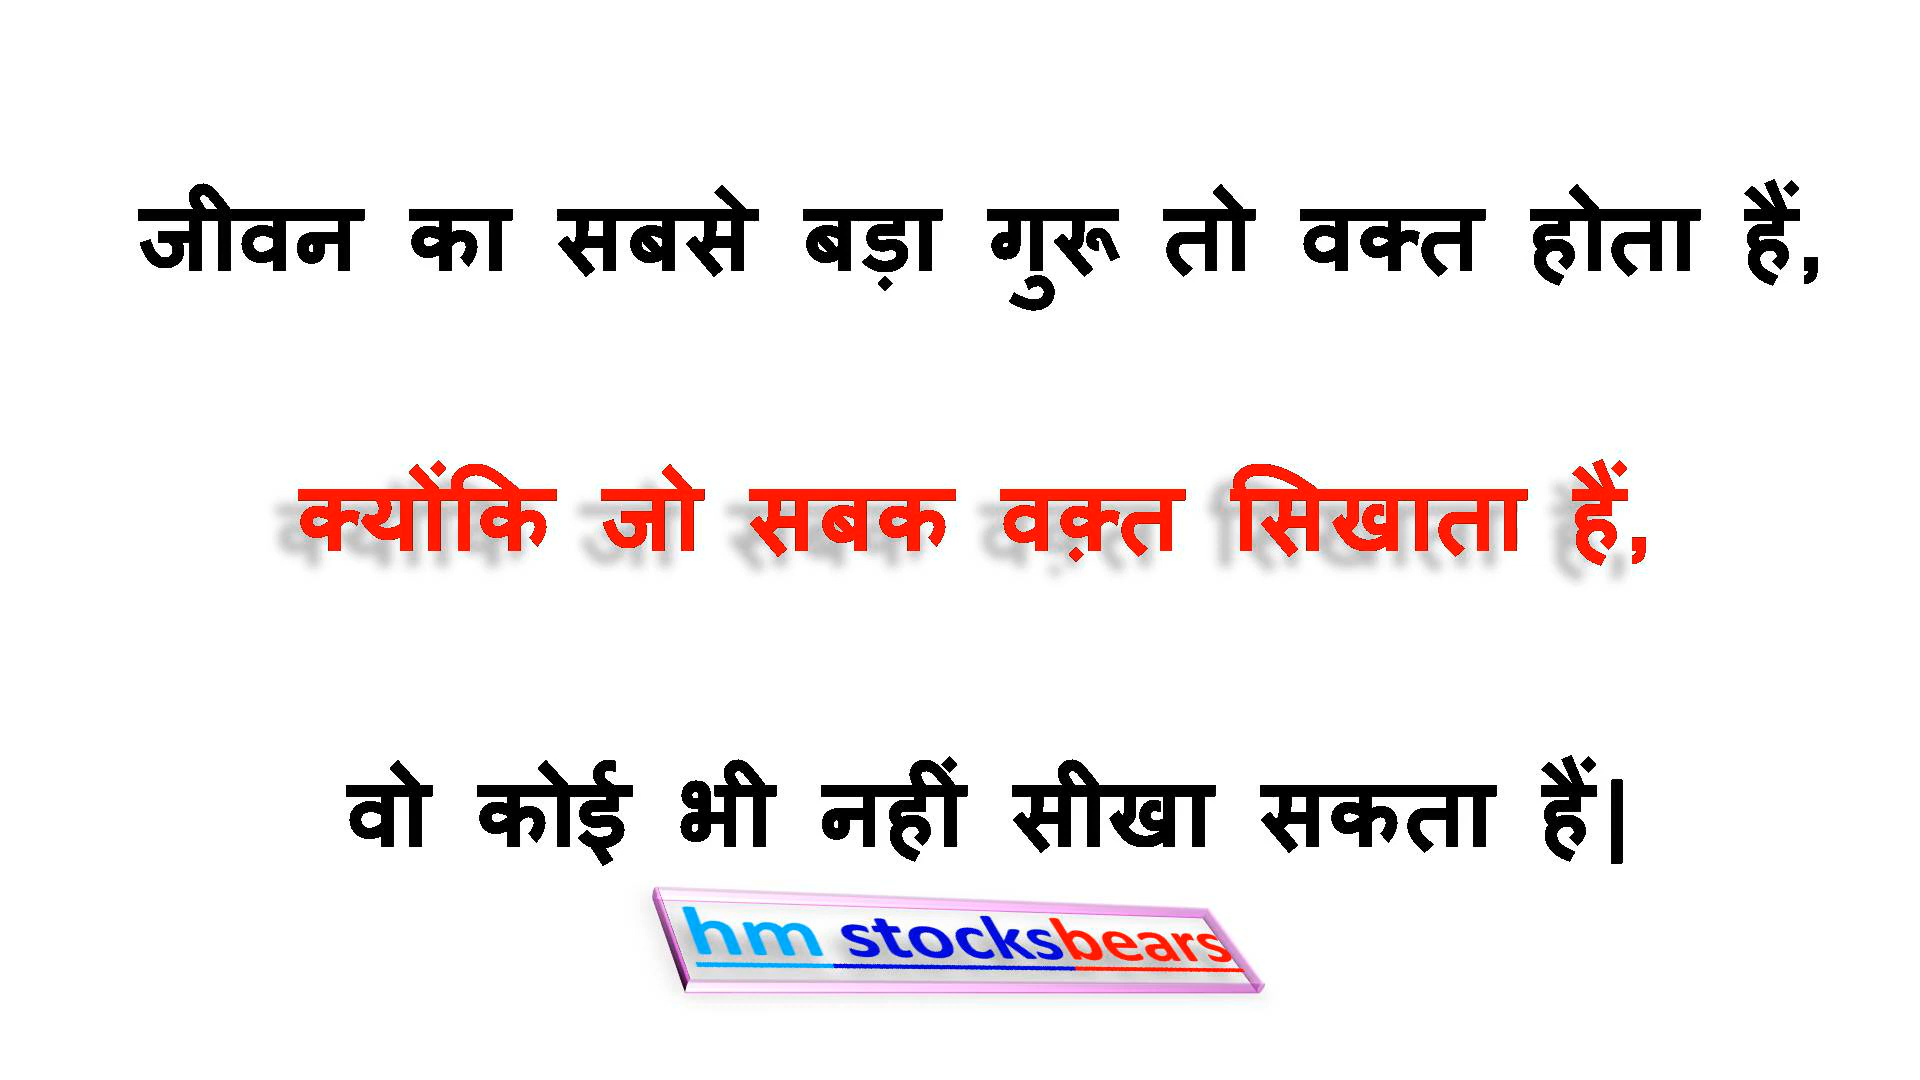 जीवन का सबसे बड़ा गुरू तो वक्त होता हैं,
क्योंकि जो सबक वक़्त सिखाता हैं,
वो कोई भी नहीं सीखा सकता हैं|
hm stocksbears